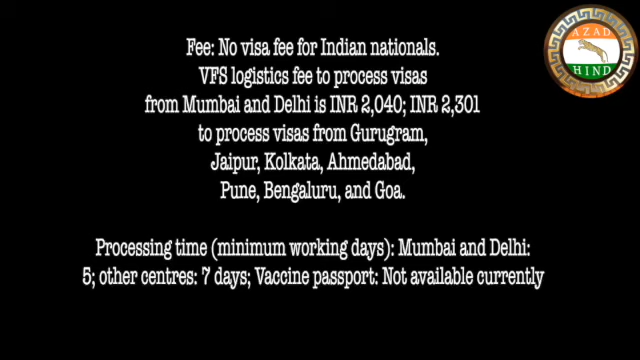 AZAD
HIND
Fee: No visa fee for Indian nationals.
VFS logistics fee to process visas
from Mumbai and Delhi is INR 2,040; INR 2,301
to process visas from Gurugram,
Jaipur, Kolkata, Ahmedabad,
Pune, Bengaluru, and Goa.
Processing time (minimum working days): Mumbai and Delhi:
5; other centres: 7 days; Vaccine passport: Not available currently